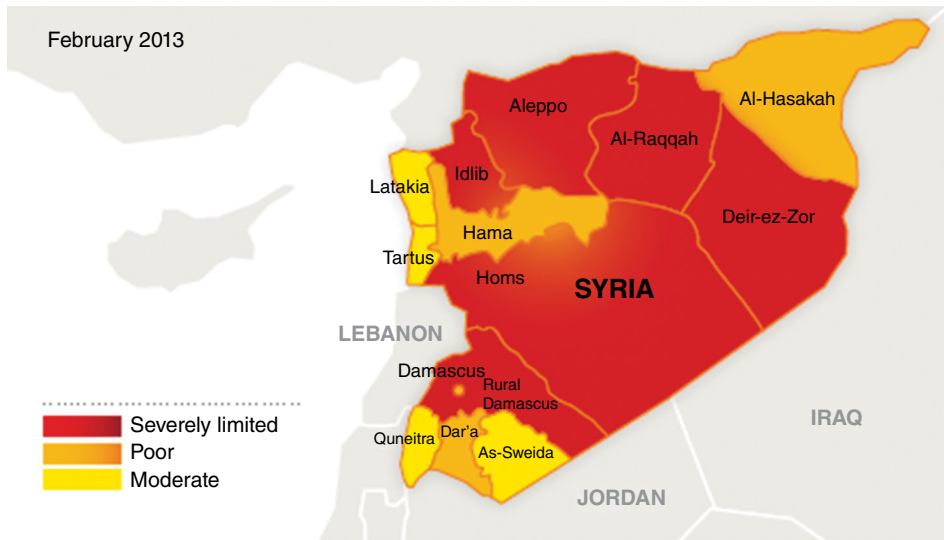 February 2013
Aleppo
Al-Hasakah
Al-Raqqah
Idlib
Latakia
Deir-ez-Zor
Hama
Tartus
Homs
SYRIA
LEBANON
Damascus
Rural
Damascus
IRAQ
Severely limited
Quneitra
Dar'a
As-Sweida
Poor
Moderate
JORDAN